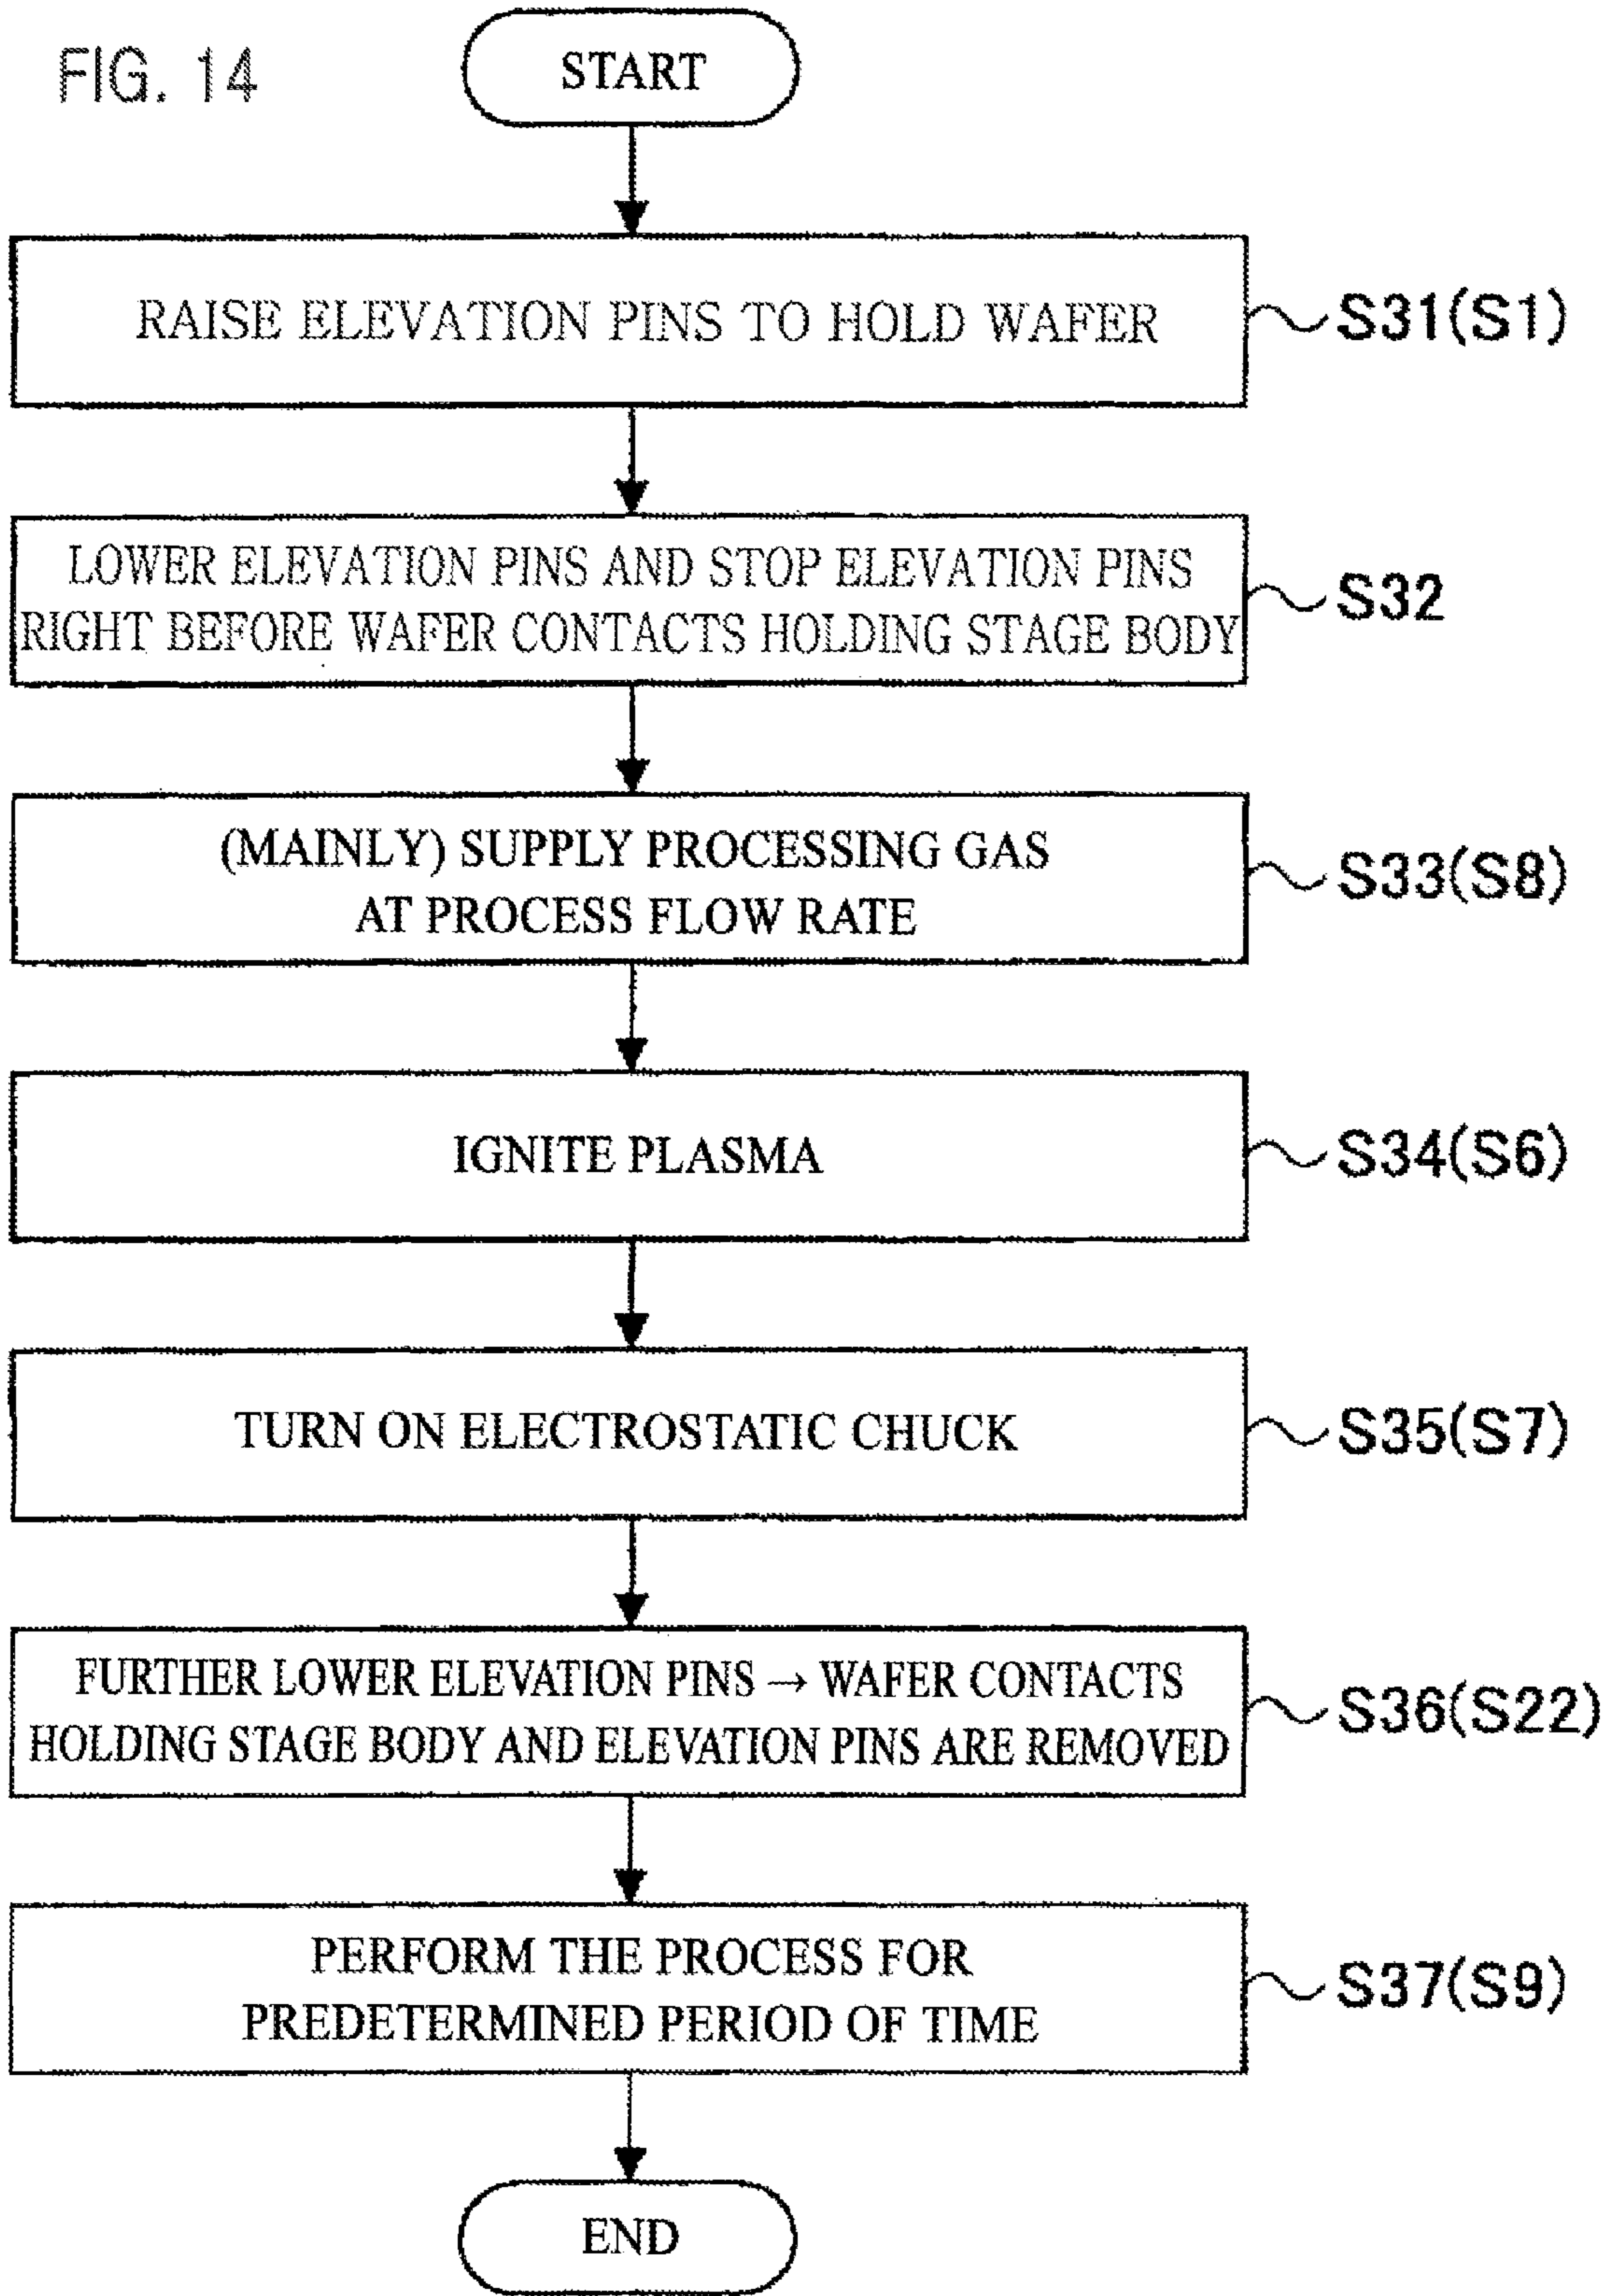 FIG. 14
START
RAISE ELEVATION PINS TO HOLD WAFER
S31(S1)
LOWER ELEVATION PINS AND STOP ELEVATION PINS
RIGHT BEFORE WAFER CONTACTS HOLDING STAGE BODY
S32
(MAINLY) SUPPLY PROCESSING GAS
AT PROCESS FLOW RATE
S33(S8)
IGNITE PLASMA
S34(S6)
TURN ON ELECTROSTATIC CHUCK
S35(S7)
FURTHER LOWER ELEVATION PINS → WAFER CONTACTS
HOLDING STAGE BODY AND ELEVATION PINS ARE REMOVED
S36(S22)
PERFORM THE PROCESS FOR
PREDETERMINED PERIOD OF TIME
S37(S9)
END